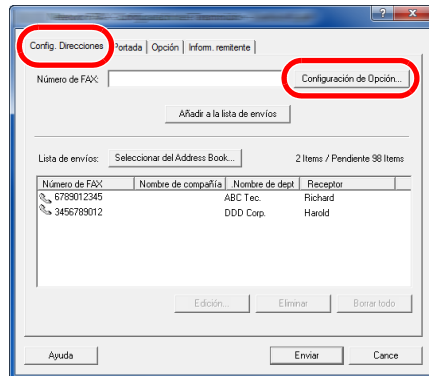 Config. Direcciones Portada Opción Inform. remitente
Número de FAX: Configuración de Opción...
Añadir a la lista de envíos
Lista de envíos: Seleccionar del Address Book... 2 Items / Pendiente 98 Items
Número de FAX Nombre de compañía .Nombre de dept Receptor
6789012345 ABC Tec. Richard
3456789012 DDD Corp. Harold
Edición... Eliminar Borrar todo
Ayuda Enviar Cance